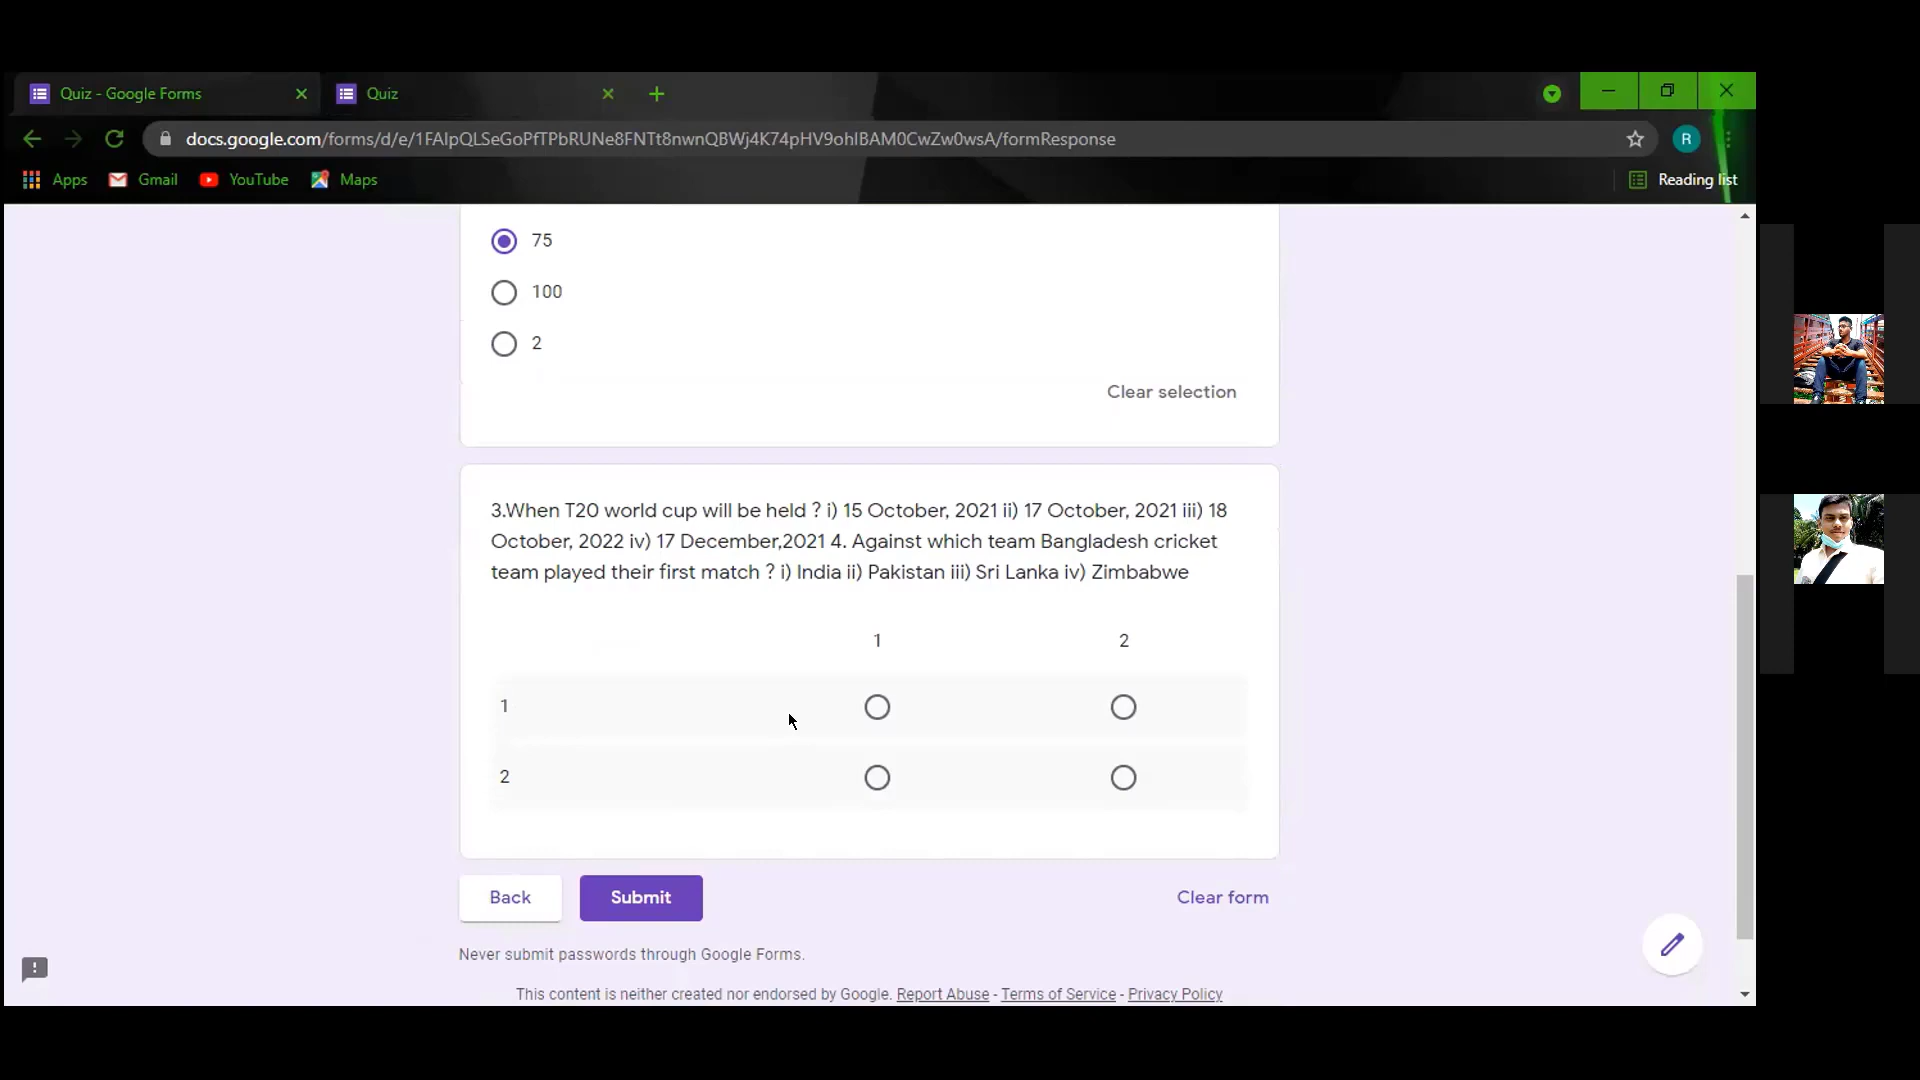 Quiz - Google Forms
Quiz
docs.google.com/forms/d/e/1FAIpQLSeGoPfTPbRUNe8FNTt8nwnQBWj4K74pHV9ohIBAM0CwZw0wsA/formResponse
R
Apps
Gmail
YouTube
Maps
Reading list
75
100
2
Clear selection
3.When T20 world cup will be held ? i) 15 October, 2021 ii) 17 October, 2021 iii) 18
October, 2022 iv) 17 December,2021 4. Against which team Bangladesh cricket
team played their first match ? i) India ii) Pakistan iii) Sri Lanka iv) Zimbabwe
1 2
1
2
Back
Submit
Clear form
Never submit passwords through Google Forms.
This content is neither created nor endorsed by Google. Report Abuse - Terms of Service - Privacy Policy